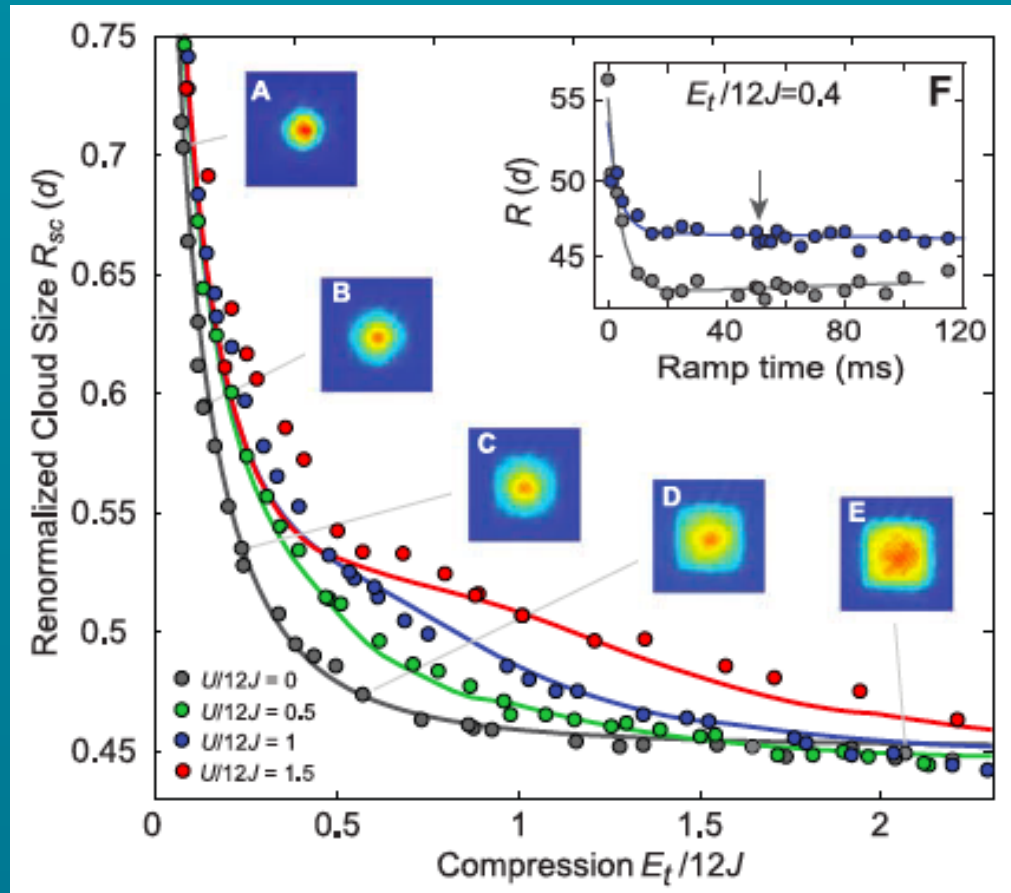 0.75
0.7
0.65
0.6
0.55
0.5
0.45
Renormalized Cloud Size R_sc (d)
A
B
C
D
E
F
E_t/12J=0.4
55
50
45
R (d)
0 40 80 120
Ramp time (ms)
U/12J = 0
U/12J = 0.5
U/12J = 1
U/12J = 1.5
0 0.5 1 1.5 2
Compression E_t/12J